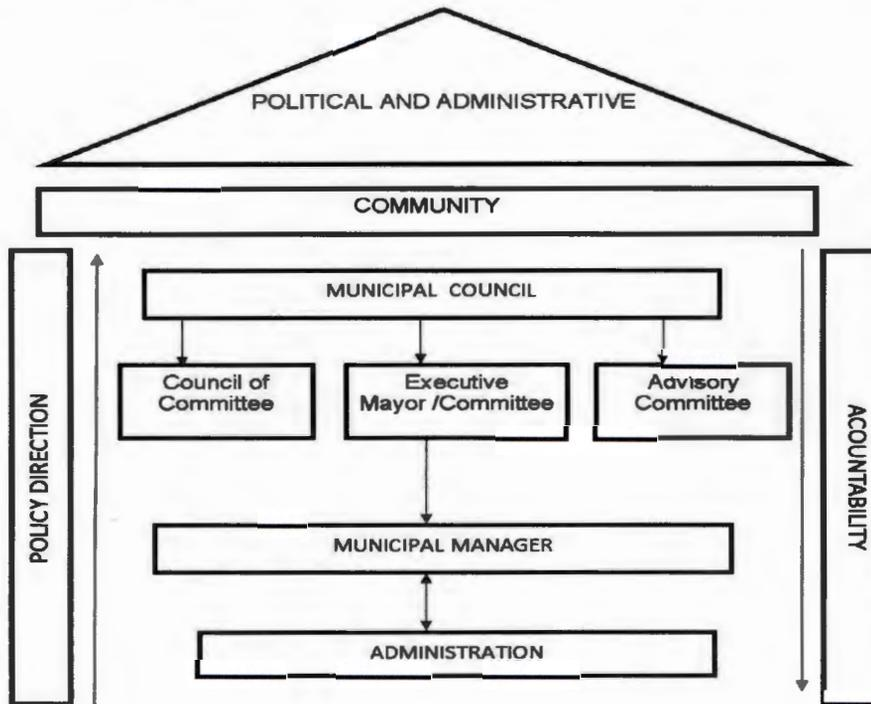 POLITICAL AND ADMINISTRATIVE
COMMUNITY
POLICY DIRECTION
MUNICIPAL COUNCIL
Council of
Committee
Executive
Mayor /Committee
Advisory
Committee
MUNICIPAL MANAGER
ADMINISTRATION
ACOUNTABILITY